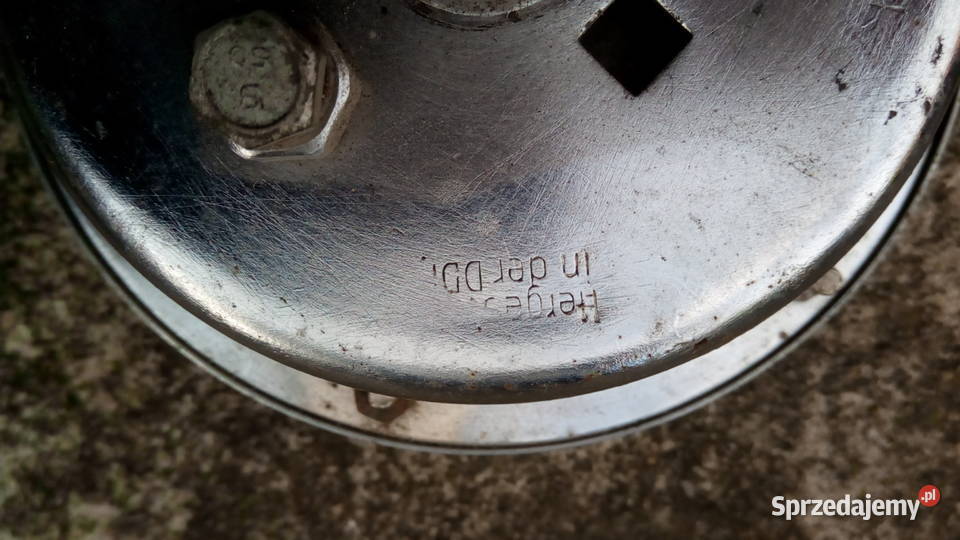 Herges
in der DD
Sprzedajemy.pl